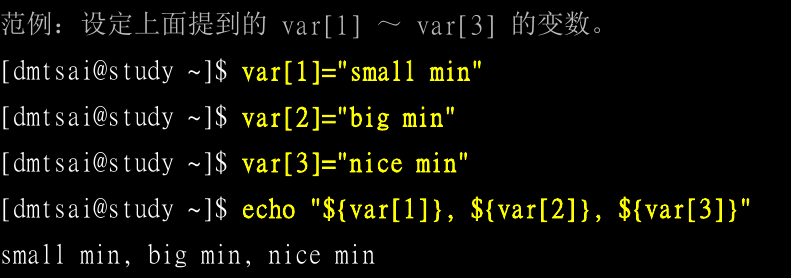 范例：设定上面提到的 var[1] ～ var[3] 的变数。
[dmtsai@study ~]$ var[1]="small min"
[dmtsai@study ~]$ var[2]="big min"
[dmtsai@study ~]$ var[3]="nice min"
[dmtsai@study ~]$ echo "${var[1]}, ${var[2]}, ${var[3]}"
small min, big min, nice min